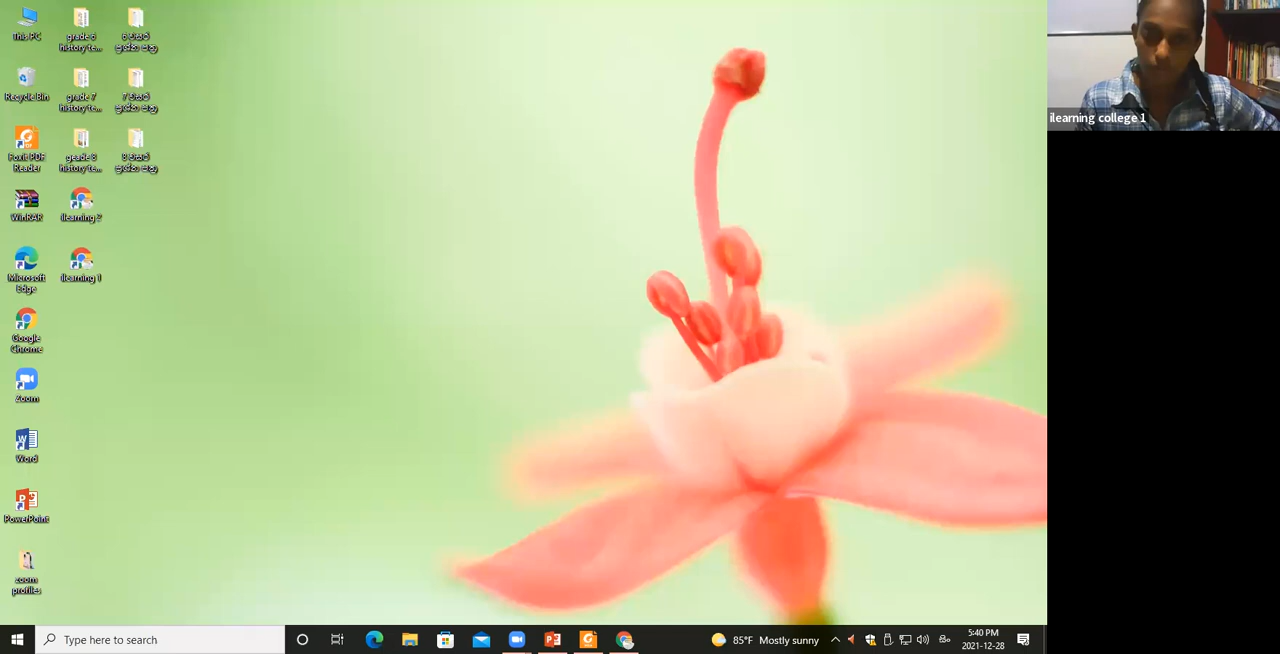 This PC
grade 6
history te...
Recycle Bin
grade 7
history te...
Foxit PDF
Reader
history te...
WinRAR
ilearning 2
Microsoft
Edge
ilearning 1
Google
Chrome
Zoom
Word
PowerPoint
zoom
profiles
ilearning college 1
Type here to search
85°F Mostly sunny
5:40 PM
2021-12-28